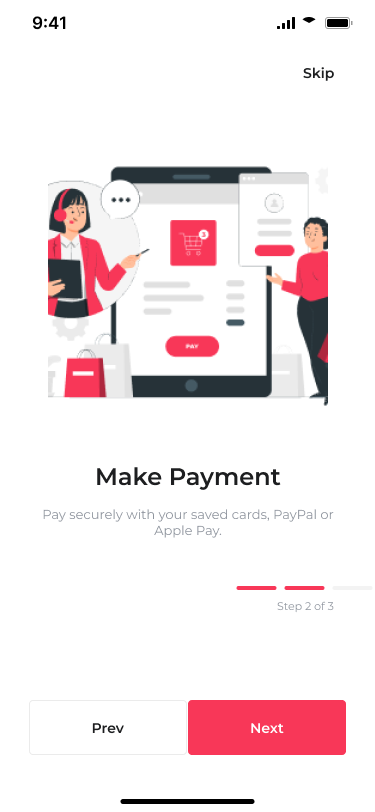 9:41
Skip
3
PAY
Make Payment
Pay securely with your saved cards, PayPal or
Apple Pay.
Step 2 of 3
Prev
Next